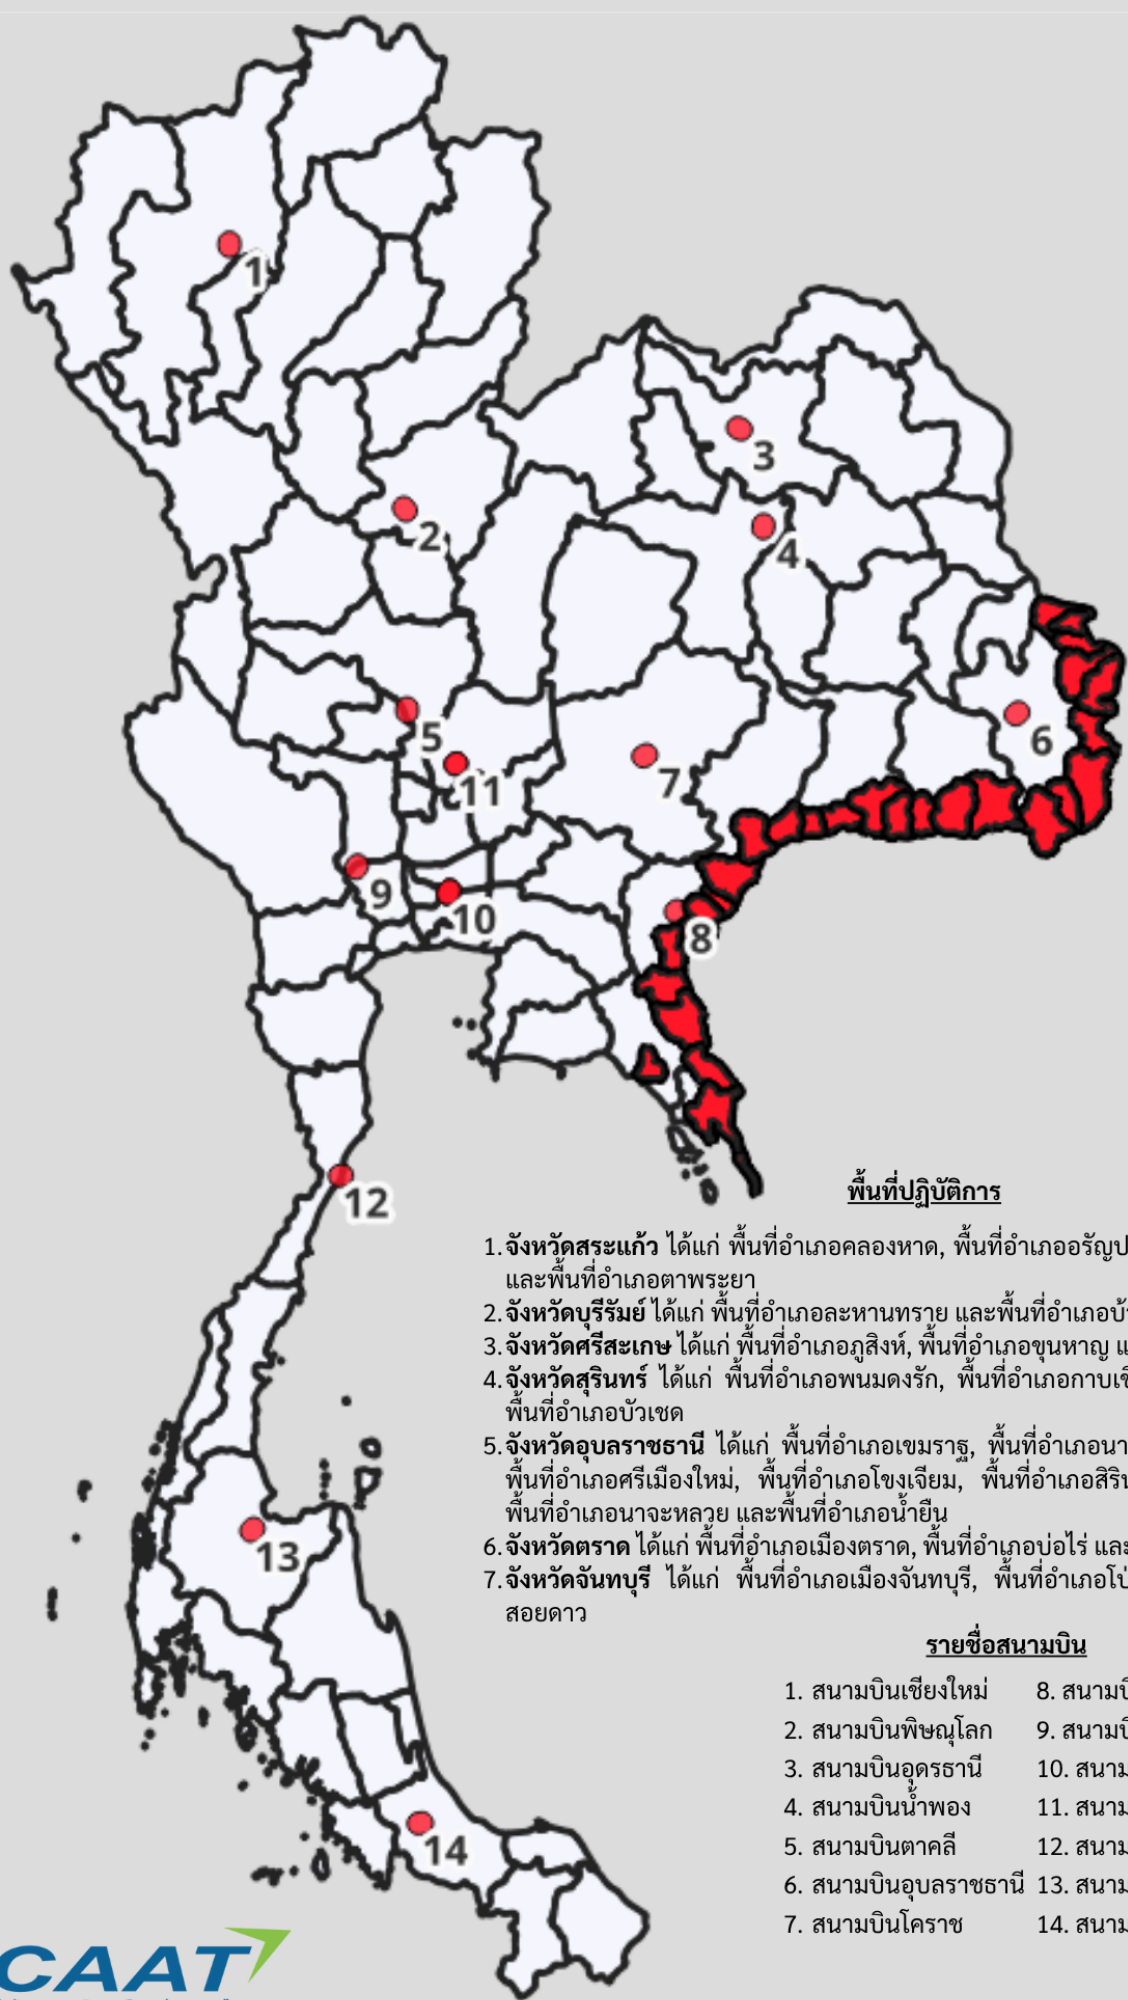 1
2
3
4
5
6
7
8
9
10
11
12
13
14
พื้นที่ปฏิบัติการ
1. จังหวัดสระแก้ว ได้แก่ พื้นที่อำเภอคลองหาด, พื้นที่อำเภออรัญป
และพื้นที่อำเภอตาพระยา
2. จังหวัดบุรีรัมย์ ได้แก่ พื้นที่อำเภอละหานทราย และพื้นที่อำเภอบ้
3. จังหวัดศรีสะเกษ ได้แก่ พื้นที่อำเภอภูสิงห์, พื้นที่อำเภอขุนหาญ แ
4. จังหวัดสุรินทร์ ได้แก่ พื้นที่อำเภอพนมดงรัก, พื้นที่อำเภอกาบเชิ
พื้นที่อำเภอบัวเชด
5. จังหวัดอุบลราชธานี ได้แก่ พื้นที่อำเภอเขมราฐ, พื้นที่อำเภอนา
พื้นที่อำเภอศรีเมืองใหม่, พื้นที่อำเภอโขงเจียม, พื้นที่อำเภอสิริน
พื้นที่อำเภอนาจะหลวย และพื้นที่อำเภอน้ำยืน
6. จังหวัดตราด ได้แก่ พื้นที่อำเภอเมืองตราด, พื้นที่อำเภอบ่อไร่ และ
7. จังหวัดจันทบุรี ได้แก่ พื้นที่อำเภอเมืองจันทบุรี, พื้นที่อำเภอโป่
สอยดาว
รายชื่อสนามบิน
1. สนามบินเชียงใหม่ 8. สนามบิ
2. สนามบินพิษณุโลก 9. สนามบิ
3. สนามบินอุดรธานี 10. สนาม
4. สนามบินน้ำพอง 11. สนาม
5. สนามบินตาคลี 12. สนาม
6. สนามบินอุบลราชธานี 13. สนาม
7. สนามบินโคราช 14. สนาม
CAAT